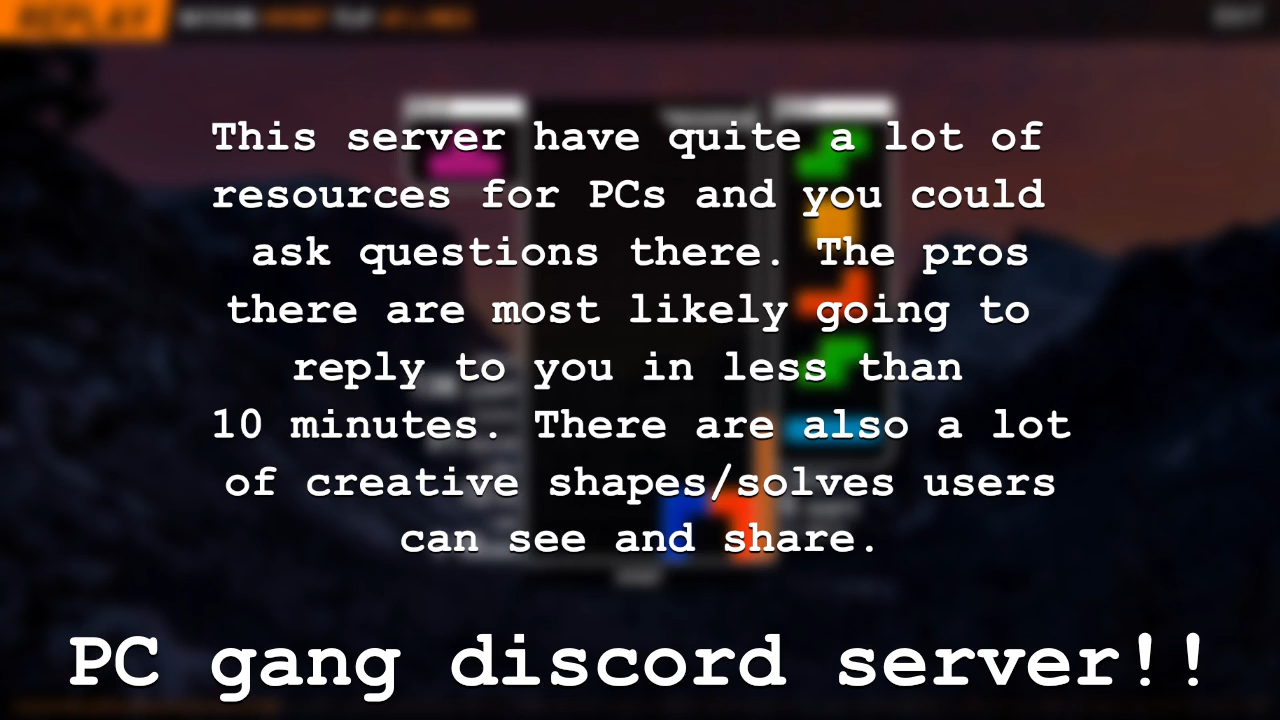 REPLAY
This server have quite a lot of
resources for PCs and you could
ask questions there. The pros
there are most likely going to
reply to you in less than
10 minutes. There are also a lot
of creative shapes/solves users
can see and share.
PC gang discord server!!